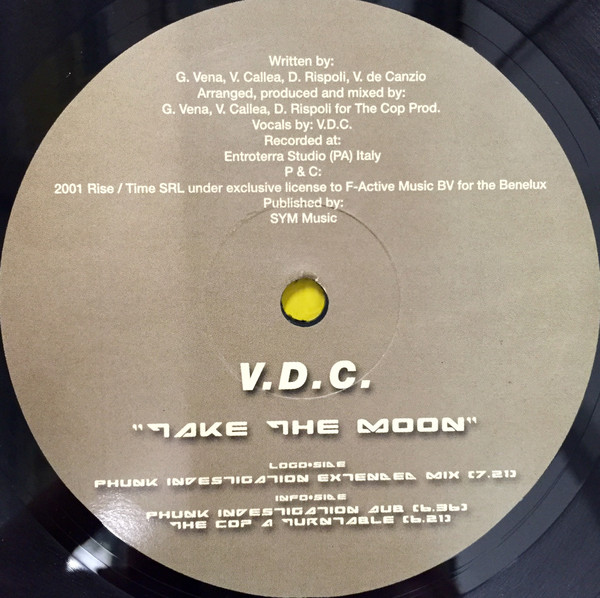 Written by:
G. Vena, V. Callea, D. Rispoli, V. de Canzio
Arranged, produced and mixed by:
G. Vena, V. Callea, D. Rispoli for The Cop Prod.
Vocals by: V.D.C.
Recorded at:
Entroterra Studio (PA) Italy
P & C:
2001 Rise / Time SRL under exclusive license to F-Active Music BV for the Benelux
Published by:
SYM Music
V.D.C.
"TAKE THE MOON"
LOGO•SIDE
PHUNK INVESTIGATION EXTENDED MIX [7.21]
INFO•SIDE
PHUNK INVESTIGATION DUB [6.36]
THE COP A TURNTABLE [6.21]